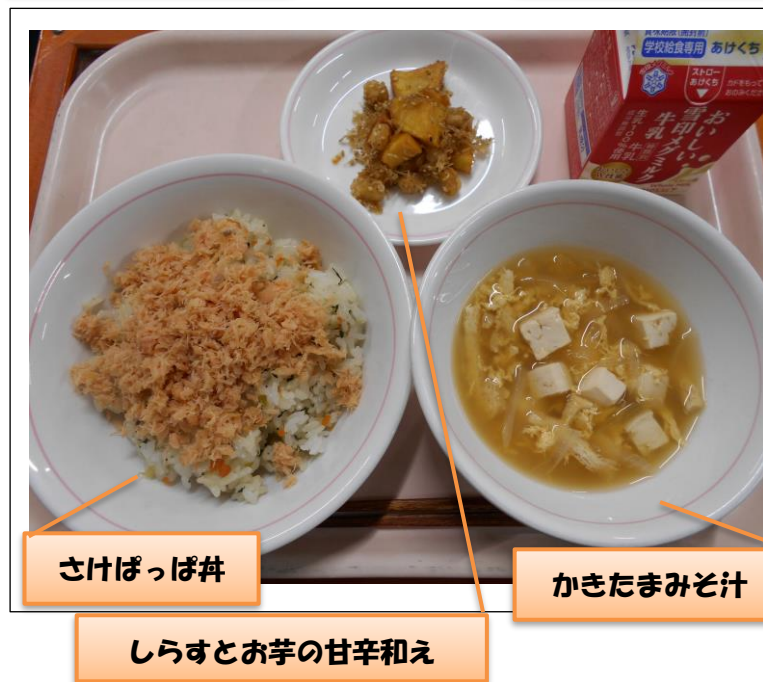 学校給食専用 あけくち
ストロー
あけくち
おいしい
雪印メグミルク
牛乳
さけぱっぱ丼
かきたまみそ汁
しらすとお芋の甘辛和え